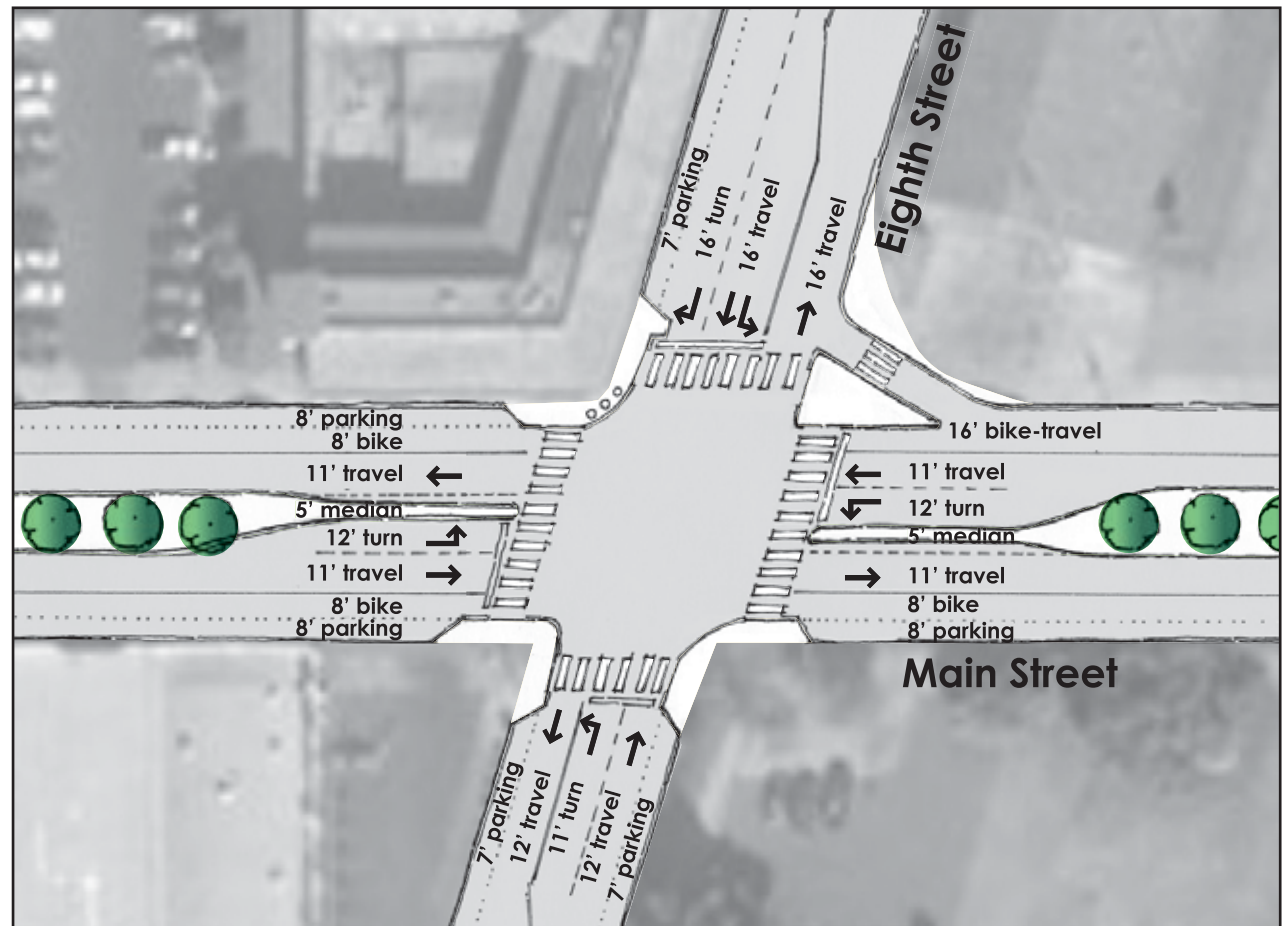 Eighth Street
7’ parking
16’ turn
16’ travel
16’ travel
8’ parking
8’ bike
11’ travel
5’ median
12’ turn
11’ travel
8’ bike
8’ parking
16’ bike-travel
11’ travel
12’ turn
5’ median
11’ travel
8’ bike
8’ parking
Main Street
7’ parking
12’ travel
11’ turn
12’ travel
7’ parking